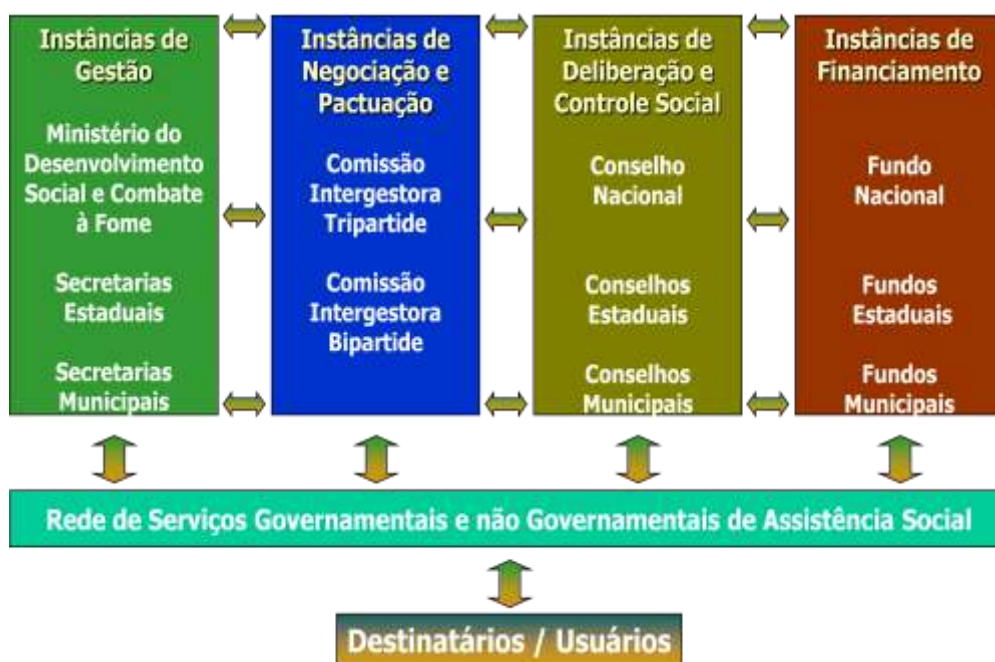 Instâncias de
Gestão
Ministério do
Desenvolvimento
Social e Combate
à Fome
Secretarias
Estaduais
Secretarias
Municipais
Instâncias de
Negociação e
Pactuação
Comissão
Intergestora
Tripartide
Comissão
Intergestora
Bipartide
Instâncias de
Deliberação e
Controle Social
Conselho
Nacional
Conselhos
Estaduais
Conselhos
Municipais
Instâncias de
Financiamento
Fundo
Nacional
Fundos
Estaduais
Fundos
Municipais
Rede de Serviços Governamentais e não Governamentais de Assistência Social
Destinatários / Usuários